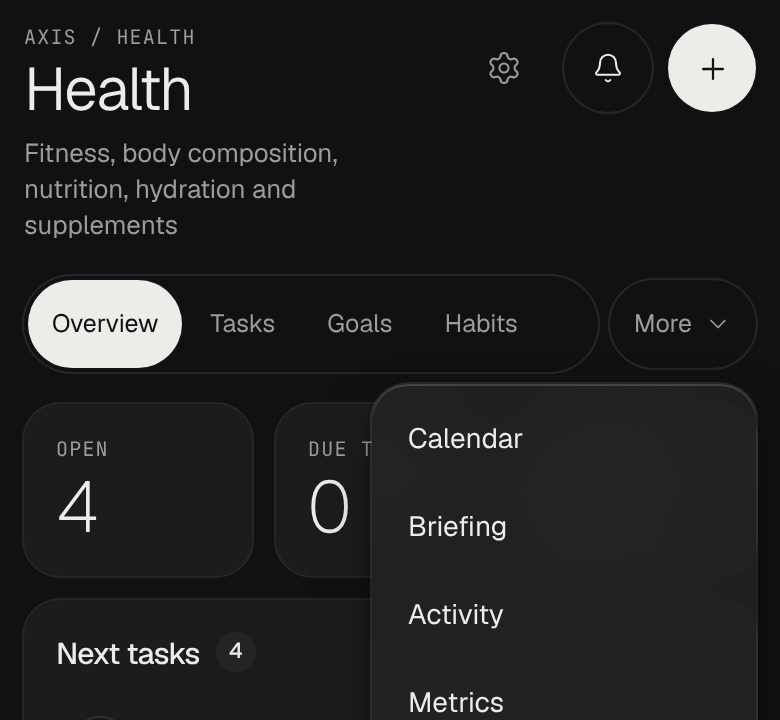 AXIS / HEALTH
Health
Fitness, body composition,
nutrition, hydration and
supplements
Overview
Tasks
Goals
Habits
More
OPEN
4
DUE T
0
Calendar
Briefing
Activity
Metrics
Next tasks 4